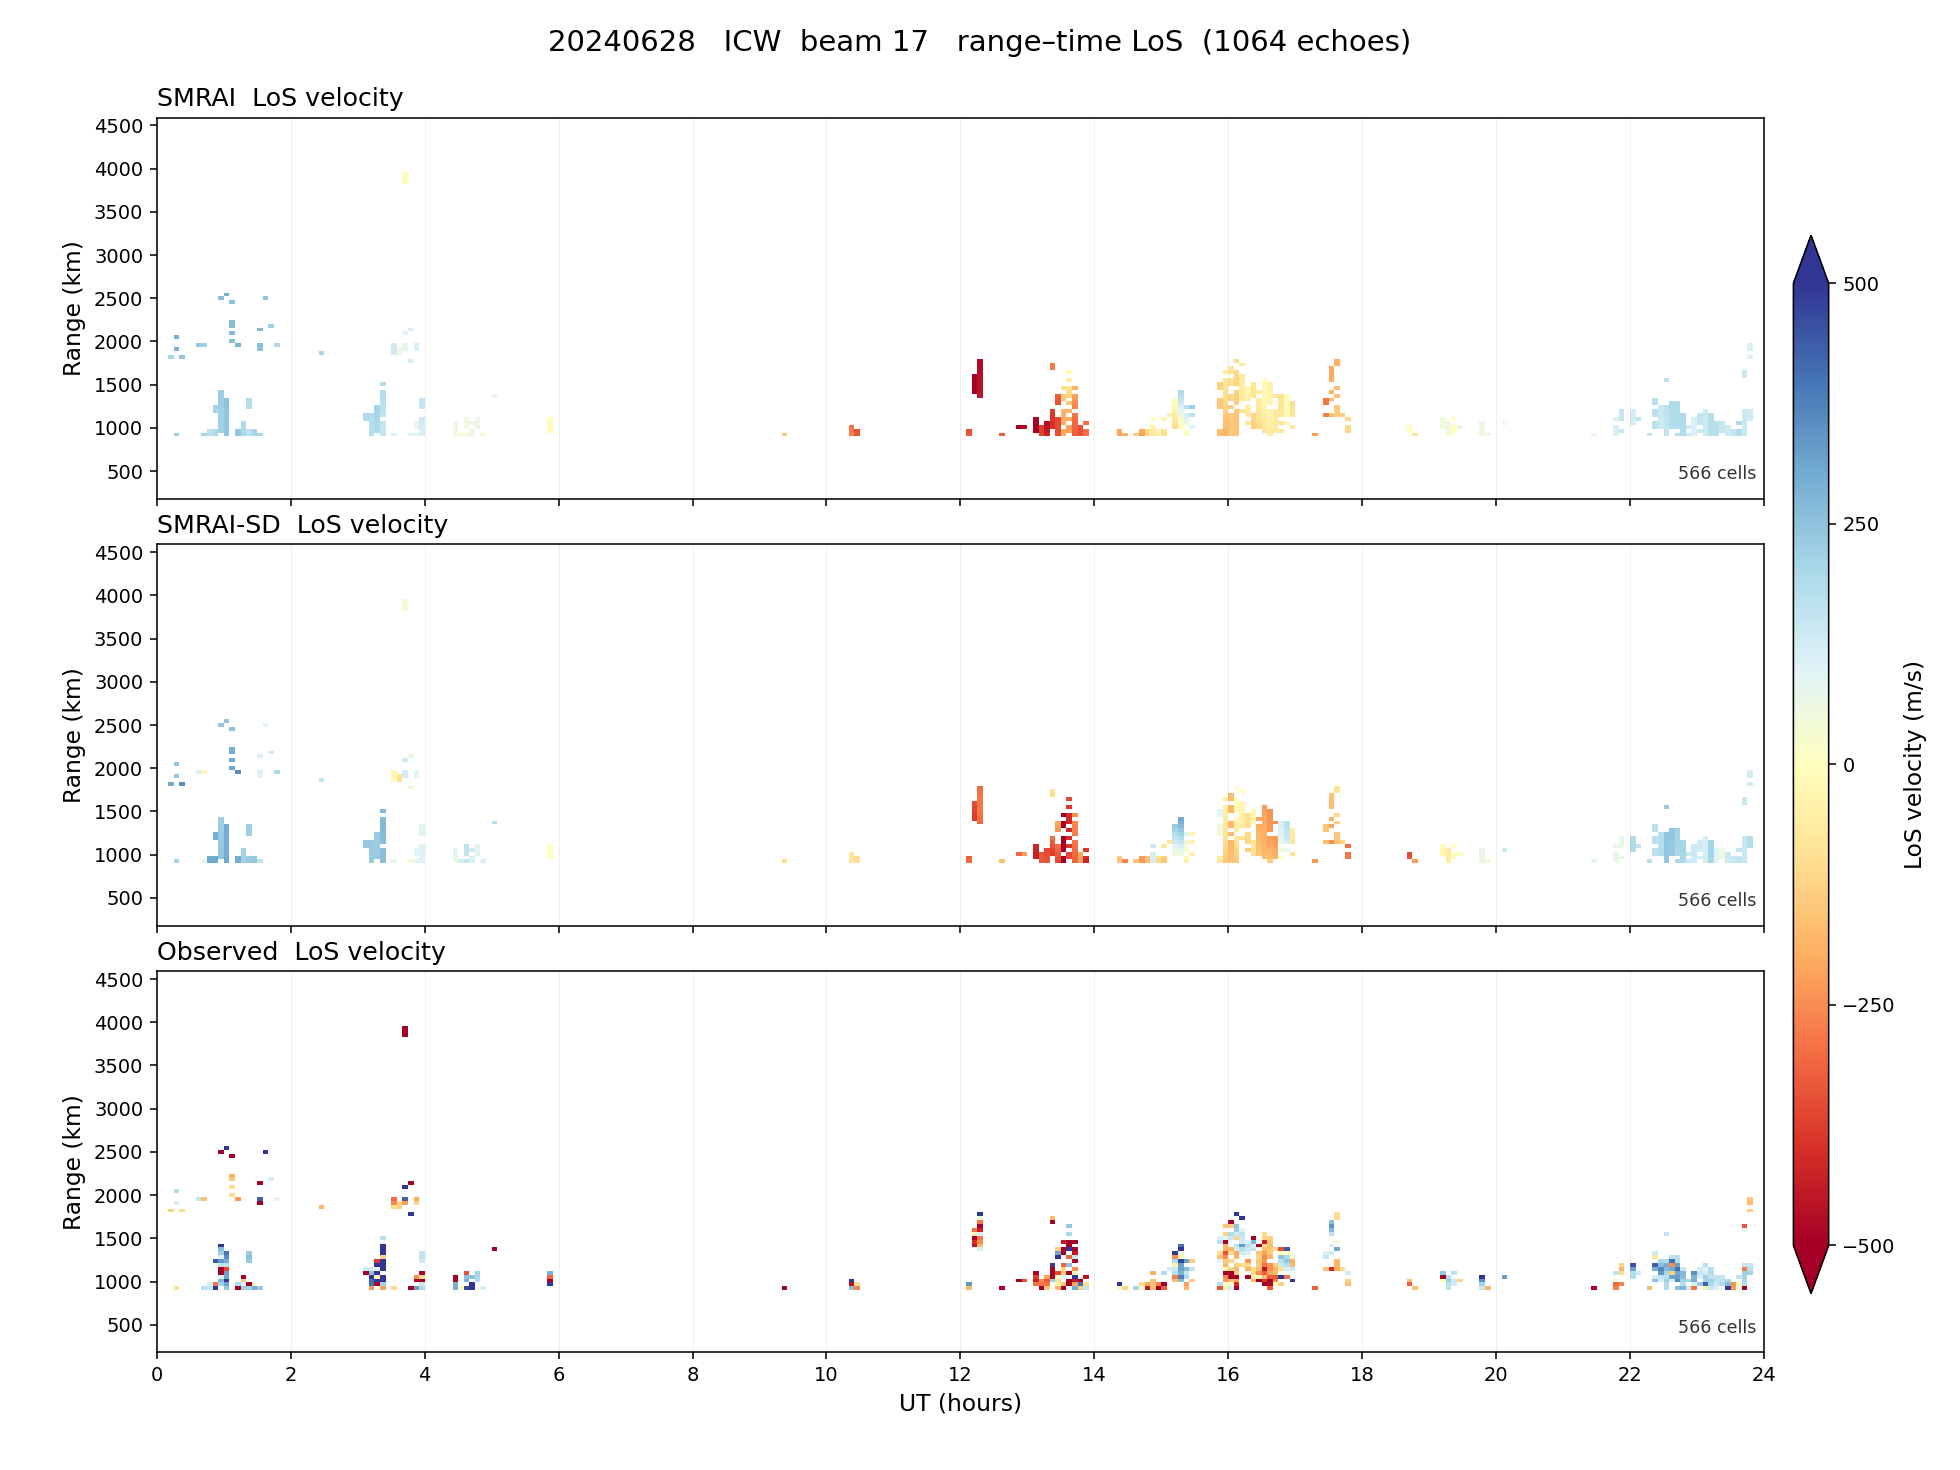 20240628   ICW  beam 17   range–time LoS  (1064 echoes)
SMRAI  LoS velocity
4500
4000
3500
3000
2500
2000
1500
1000
500
Range (km)
566 cells
SMRAI-SD  LoS velocity
4500
4000
3500
3000
2500
2000
1500
1000
500
Range (km)
566 cells
Observed  LoS velocity
4500
4000
3500
3000
2500
2000
1500
1000
500
Range (km)
566 cells
0 2 4 6 8 10 12 14 16 18 20 22 24
UT (hours)
500
250
0
−250
−500
LoS velocity (m/s)